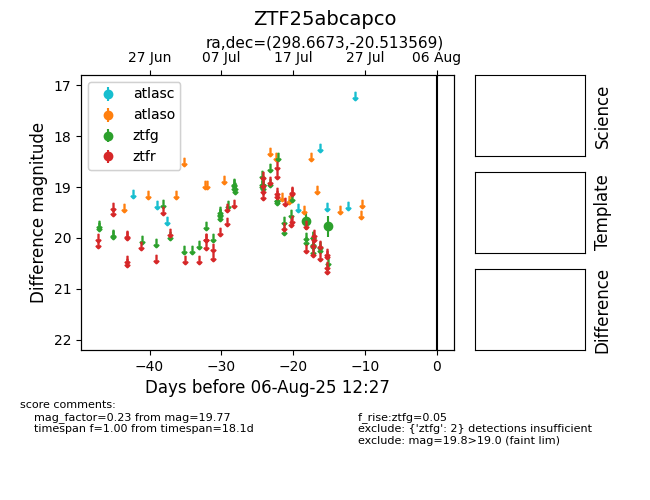 ZTF25abcapco
ra,dec=(298.6673,-20.513569)
27 Jun 07 Jul 17 Jul 27 Jul 06 Aug
17
18
19
20
21
22
Difference magnitude
atlasc
atlaso
ztfg
ztfr
−40 −30 −20 −10 0
Days before 06-Aug-25 12:27
Science
Template
Difference
score comments:
mag_factor=0.23 from mag=19.77
timespan f=1.00 from timespan=18.1d
f_rise:ztfg=0.05
exclude: {'ztfg': 2} detections insufficient
exclude: mag=19.8>19.0 (faint lim)